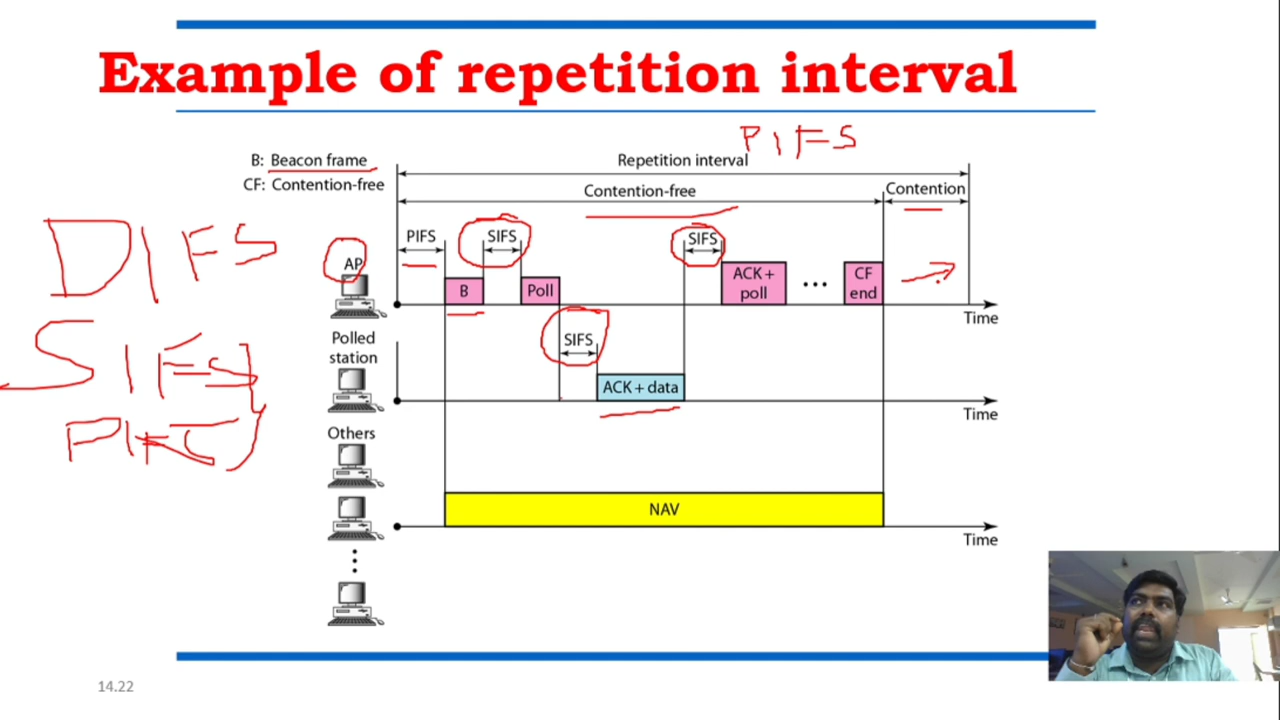 Example of repetition interval
PIFS
B: Beacon frame
CF: Contention-free
Repetition interval
Contention-free
Contention
DIFS
PIFS
SIFS
SIFS
AP
B
Poll
ACK +
poll
...
CF
end
Time
SIFS
SIFS
Polled
station
ACK + data
Time
Others
NAV
Time
14.22